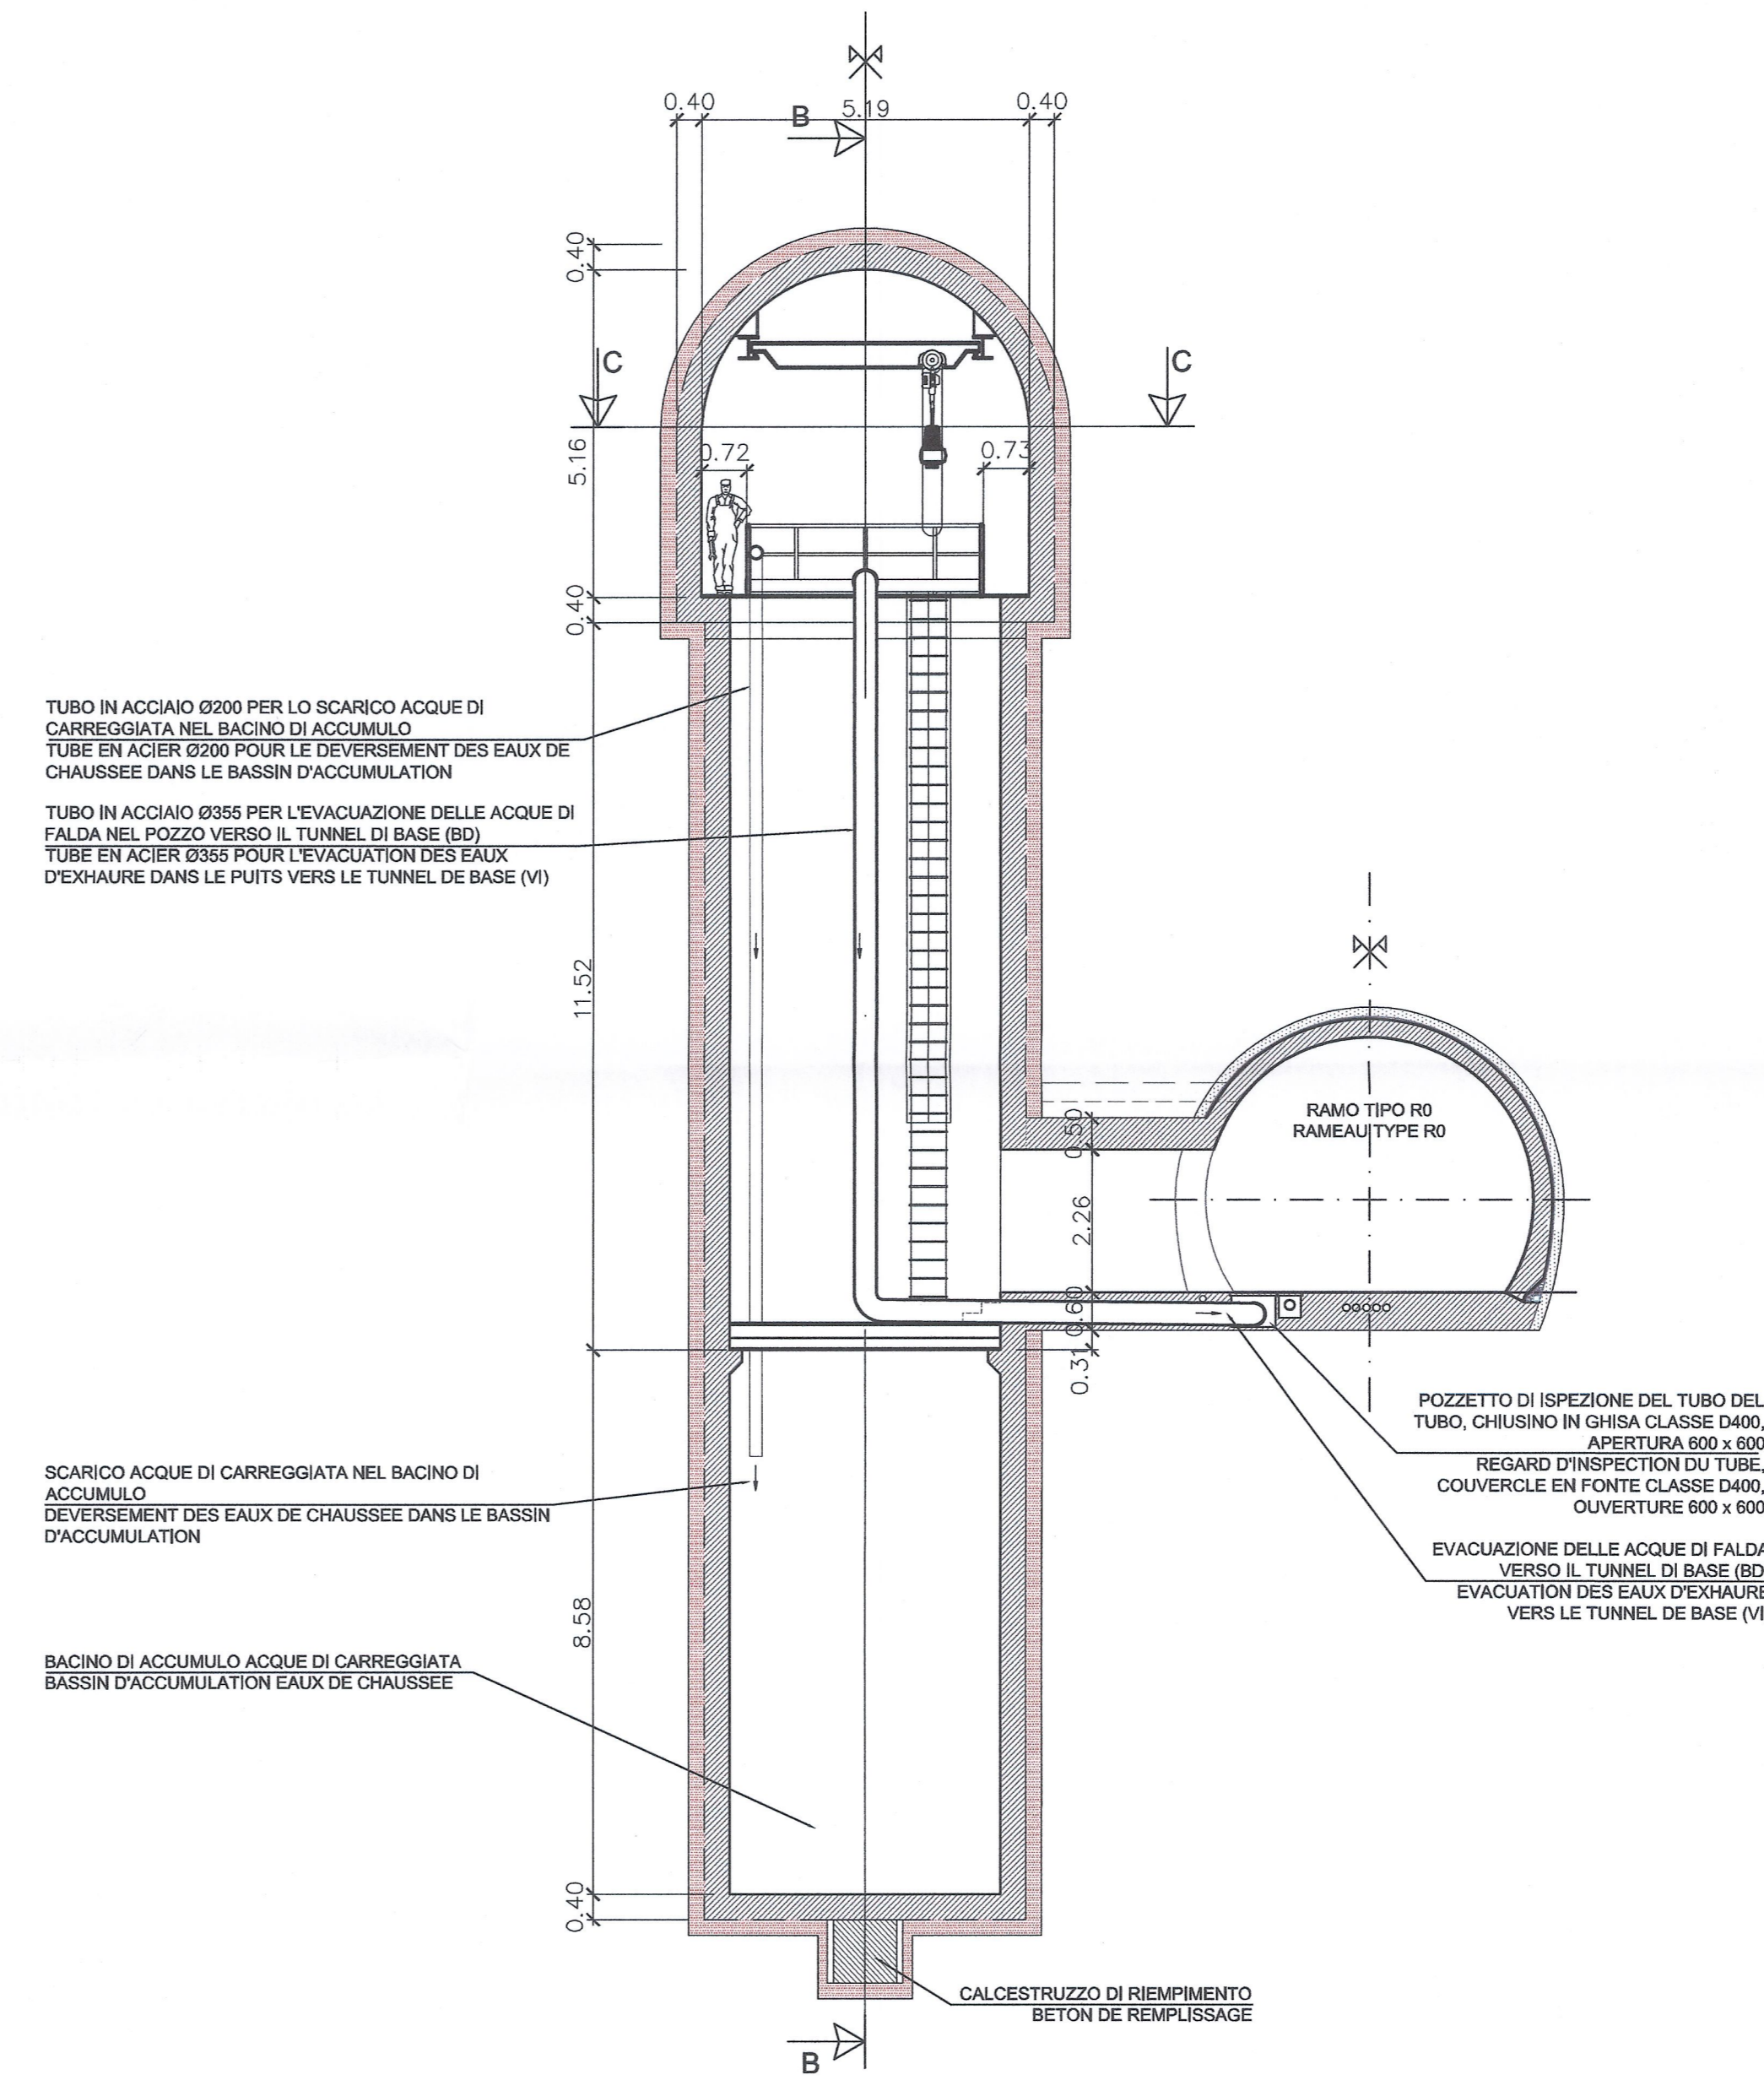 0.40
5.19
0.40
B
0.40
C
C
5.16
0.72
0.73
0.40
TUBO IN ACCIAIO Ø200 PER LO SCARICO ACQUE DI
CARREGGIATA NEL BACINO DI ACCUMULO
TUBE EN ACIER Ø200 POUR LE DEVERSEMENT DES EAUX DE
CHAUSSEE DANS LE BASSIN D'ACCUMULATION
TUBO IN ACCIAIO Ø355 PER L'EVACUAZIONE DELLE ACQUE DI
FALDA NEL POZZO VERSO IL TUNNEL DI BASE (BD)
TUBE EN ACIER Ø355 POUR L'EVACUATION DES EAUX
D'EXHAURE DANS LE PUITS VERS LE TUNNEL DE BASE (VI)
11.52
RAMO TIPO R0
RAMEAU TYPE R0
0.50
2.26
0.60
0.31
POZZETTO DI ISPEZIONE DEL TUBO DEL
TUBO, CHIUSINO IN GHISA CLASSE D400,
APERTURA 600 x 600
REGARD D'INSPECTION DU TUBE,
COUVERCLE EN FONTE CLASSE D400,
OUVERTURE 600 x 600
SCARICO ACQUE DI CARREGGIATA NEL BACINO DI
ACCUMULO
DEVERSEMENT DES EAUX DE CHAUSSEE DANS LE BASSIN
D'ACCUMULATION
EVACUAZIONE DELLE ACQUE DI FALDA
VERSO IL TUNNEL DI BASE (BD
EVACUATION DES EAUX D'EXHAURE
VERS LE TUNNEL DE BASE (VI
8.58
BACINO DI ACCUMULO ACQUE DI CARREGGIATA
BASSIN D'ACCUMULATION EAUX DE CHAUSSEE
0.40
CALCESTRUZZO DI RIEMPIMENTO
BETON DE REMPLISSAGE
B